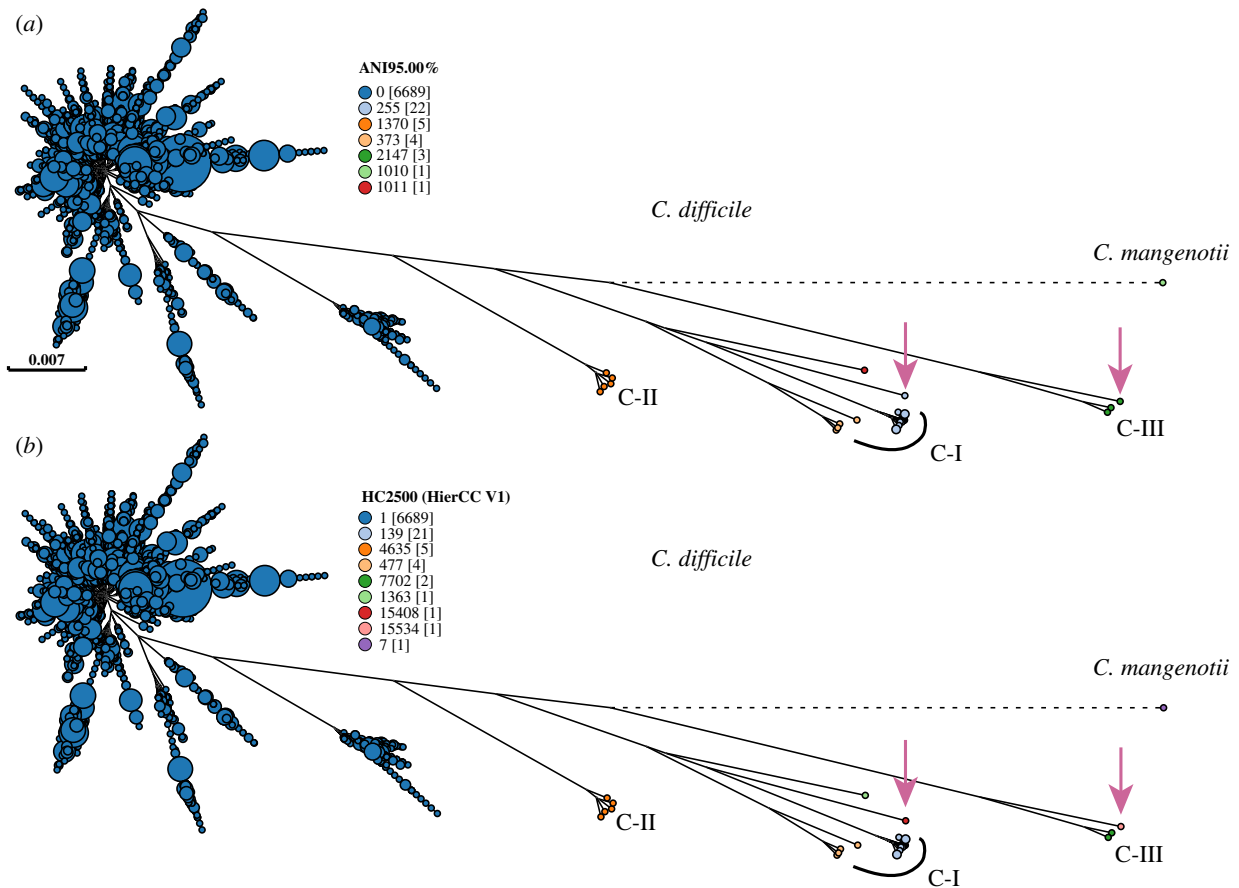 (a)
ANI95.00%
0 [6689]
255 [22]
1370 [5]
373 [4]
2147 [3]
1010 [1]
1011 [1]
C. difficile
C. mangenotii
0.007
C-II
C-III
C-I
(b)
HC2500 (HierCC V1)
1 [6689]
139 [21]
4635 [5]
477 [4]
7702 [2]
1363 [1]
15408 [1]
15534 [1]
7 [1]
C. difficile
C. mangenotii
C-II
C-III
C-I